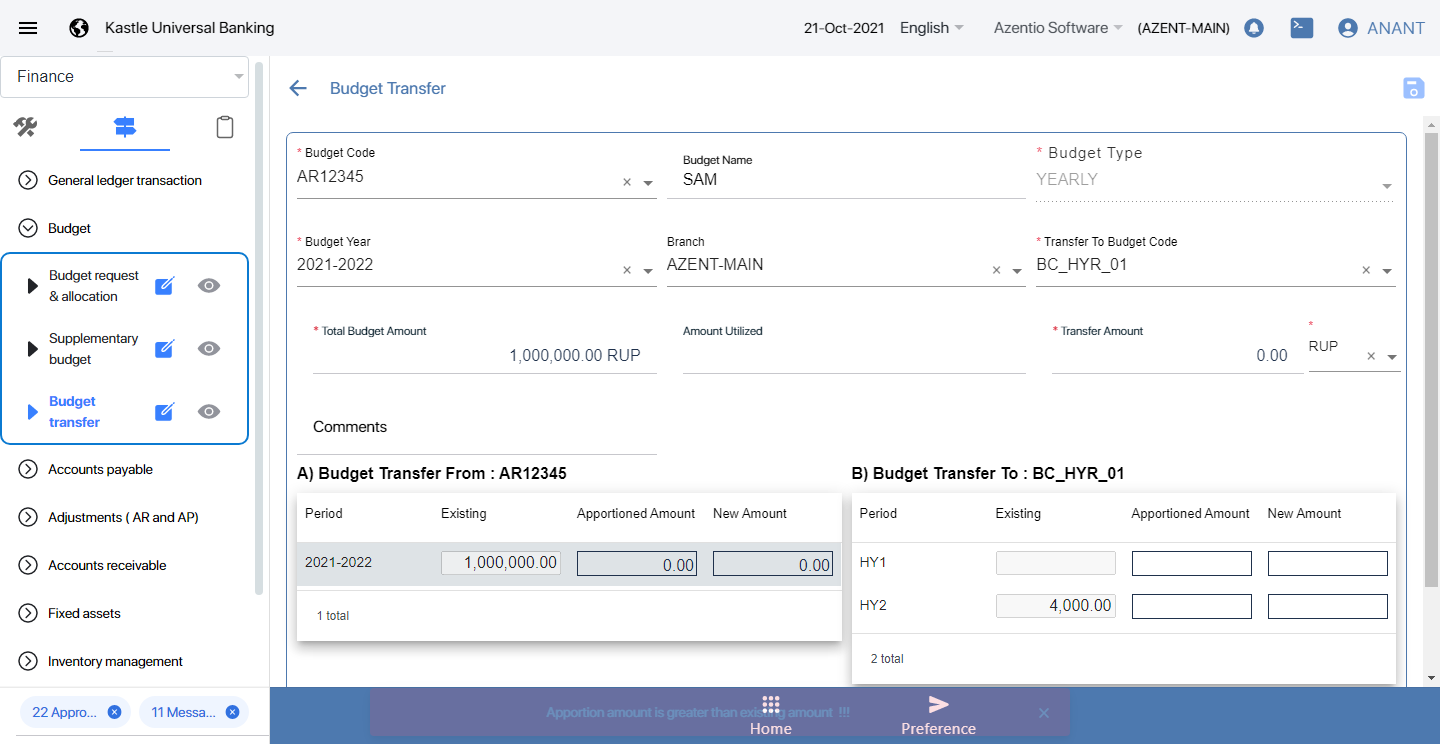 Kastle Universal Banking
21-Oct-2021 English Azentio Software (AZENT-MAIN) ANANT
Finance
General ledger transaction
Budget
Budget request
& allocation
Supplementary
budget
Budget
transfer
Accounts payable
Adjustments ( AR and AP)
Accounts receivable
Fixed assets
Inventory management
22 Appro...
11 Messa...
Budget Transfer
* Budget Code
AR12345
Budget Name
SAM
* Budget Type
YEARLY
* Budget Year
2021-2022
Branch
AZENT-MAIN
* Transfer To Budget Code
BC_HYR_01
* Total Budget Amount
1,000,000.00 RUP
Amount Utilized
* Transfer Amount
0.00
*
RUP
Comments
A) Budget Transfer From : AR12345
Period Existing Apportioned Amount New Amount
2021-2022 1,000,000.00 0.00 0.00
1 total
B) Budget Transfer To : BC_HYR_01
Period Existing Apportioned Amount New Amount
HY1
HY2 4,000.00
2 total
Apportion amount is greater than existing amount !!!
Home
Preference